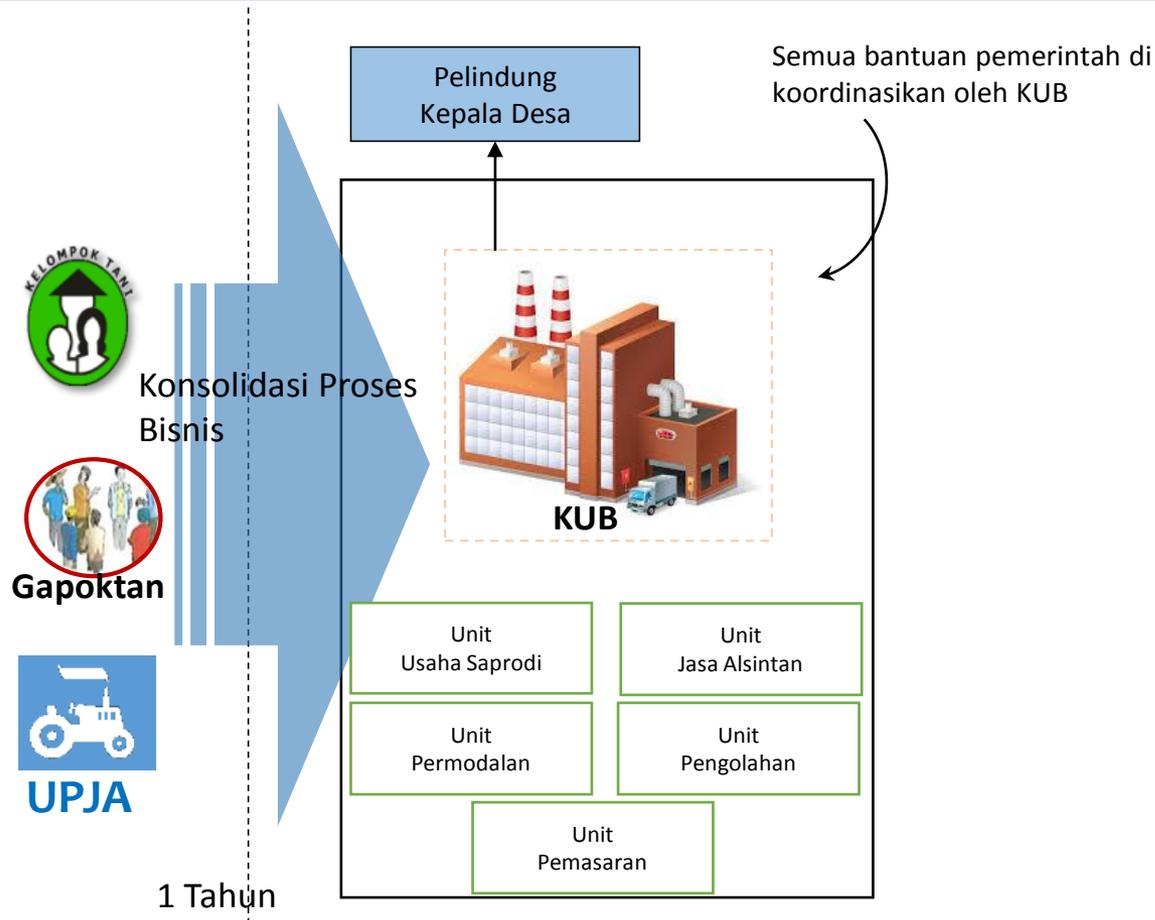 Pelindung
Kepala Desa
Semua bantuan pemerintah di
koordinasikan oleh KUB
KELOMPOK TANI
Konsolidasi Proses
Bisnis
KUB
Gapoktan
Unit
Usaha Saprodi
Unit
Jasa Alsintan
Unit
Permodalan
Unit
Pengolahan
UPJA
Unit
Pemasaran
1 Tahun